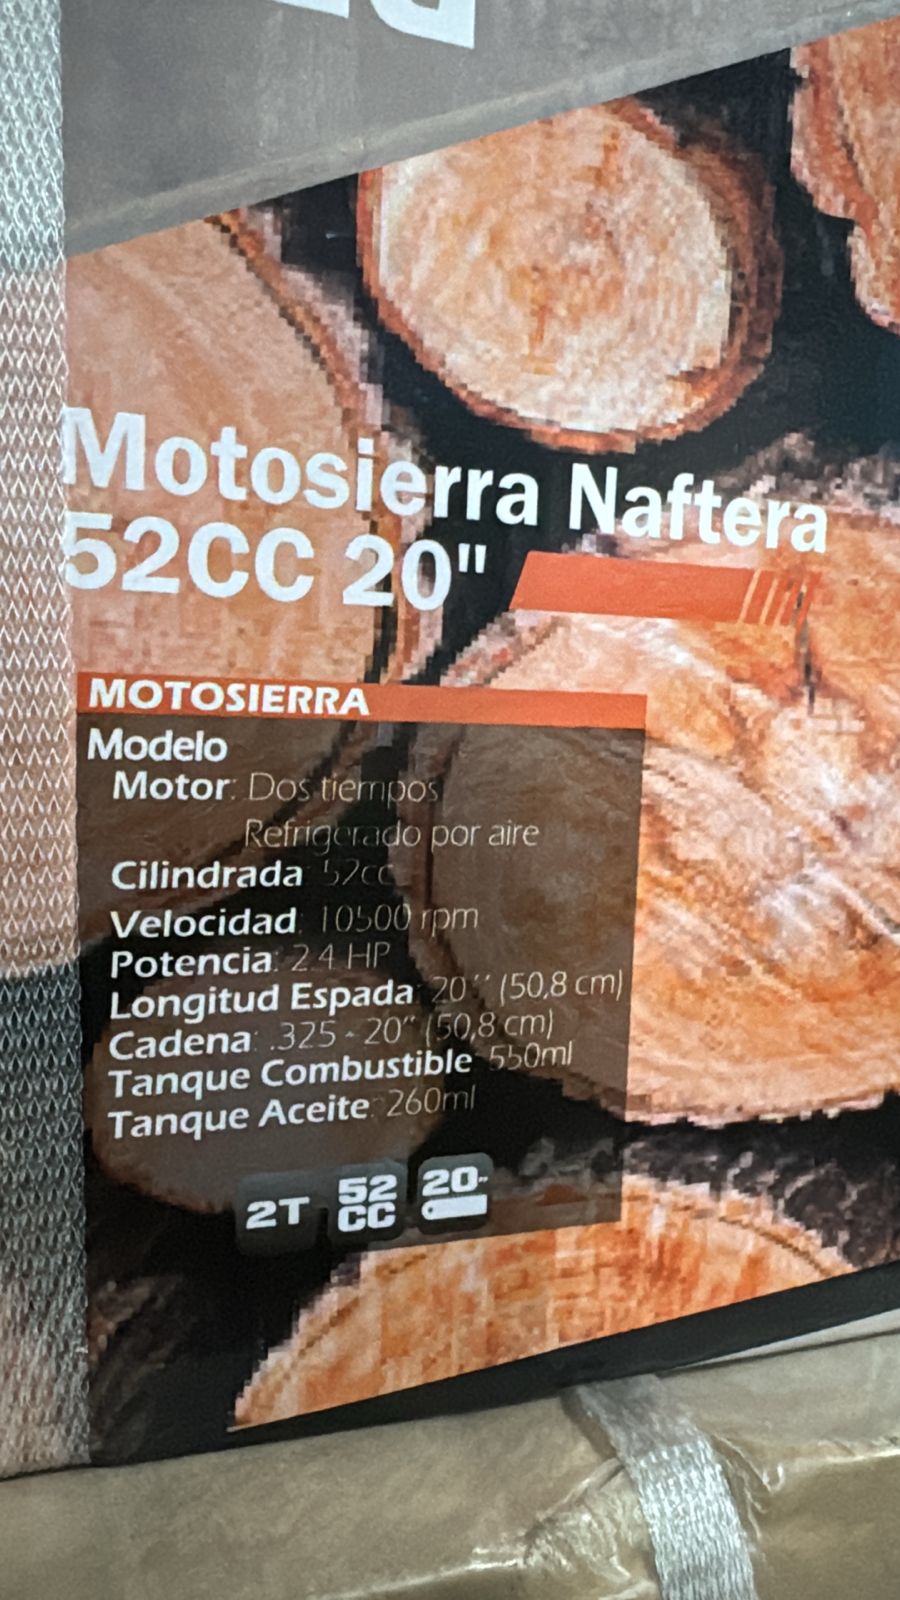 Motosierra Naftera
52CC 20"
MOTOSIERRA
Modelo
Motor: Dos tiempos
Refrigerado por aire
Cilindrada: 52cc
Velocidad: 10500 rpm
Potencia: 2.4 HP
Longitud Espada: 20'' (50,8 cm)
Cadena: .325 - 20" (50,8 cm)
Tanque Combustible: 550ml
Tanque Aceite: 260ml
2T 52 CC 20"